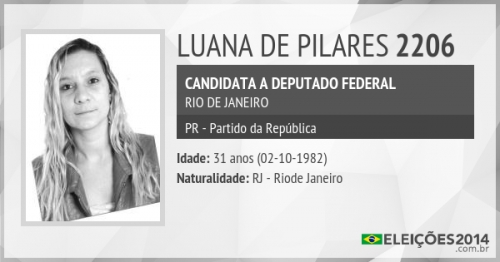 LUANA DE PILARES 2206
CANDIDATA A DEPUTADO FEDERAL
RIO DE JANEIRO
PR - Partido da República
Idade: 31 anos (02-10-1982)
Naturalidade: RJ - Riode Janeiro
ELEIÇÕES2014
.com.br